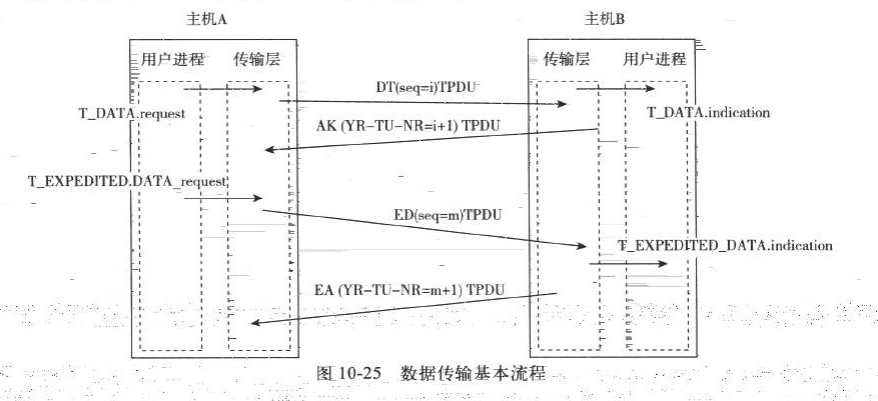 主机A
主机B
用户进程
传输层
传输层
用户进程
DT(seq=i)TPDU
T_DATA.request
T_DATA.indication
AK (YR-TU-NR=i+1) TPDU
T_EXPEDITED.DATA_request
ED(seq=m)TPDU
T_EXPEDITED_DATA.indication
EA (YR-TU-NR=m+1) TPDU
图 10-25 数据传输基本流程